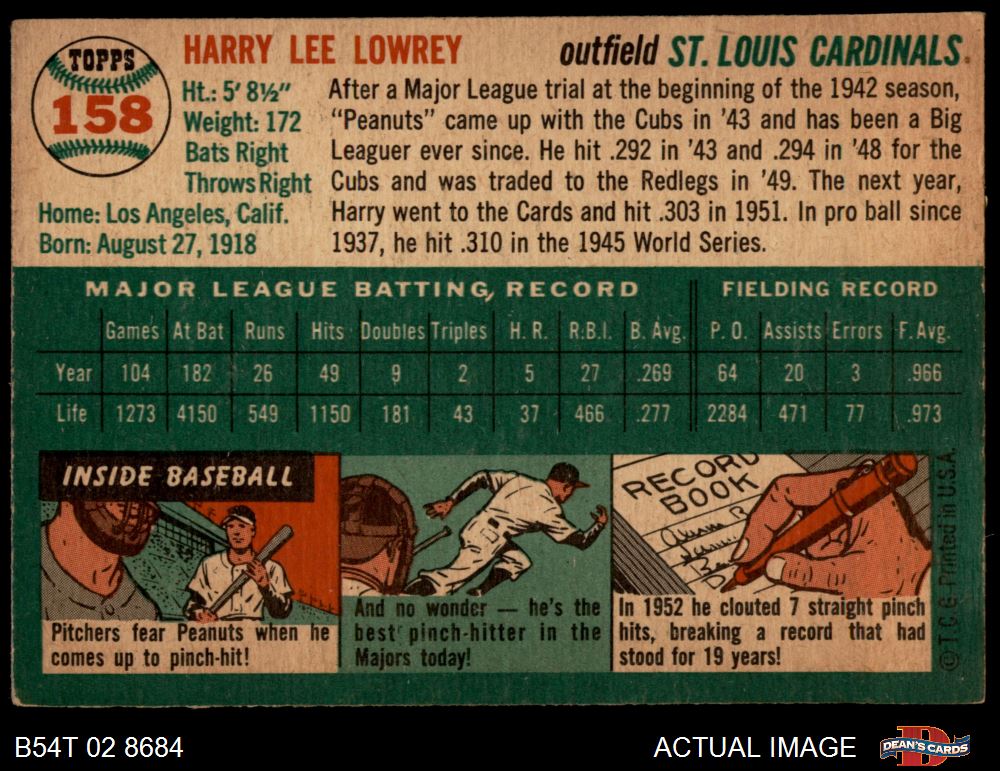 TOPPS
158
HARRY LEE LOWREY
outfield ST. LOUIS CARDINALS.
Ht.: 5' 8½"
Weight: 172
Bats Right
Throws Right
Home: Los Angeles, Calif.
Born: August 27, 1918
After a Major League trial at the beginning of the 1942 season,
"Peanuts" came up with the Cubs in '43 and has been a Big
Leaguer ever since. He hit .292 in '43 and .294 in '48 for the
Cubs and was traded to the Redlegs in '49. The next year,
Harry went to the Cards and hit .303 in 1951. In pro ball since
1937, he hit .310 in the 1945 World Series.
MAJOR LEAGUE BATTING RECORD FIELDING RECORD
Games At Bat Runs Hits Doubles Triples H. R. R.B.I. B. Avg. P. O. Assists Errors F. Avg.
Year 104 182 26 49 9 2 5 27 .269 64 20 3 .966
Life 1273 4150 549 1150 181 43 37 466 .277 2284 471 77 .973
INSIDE BASEBALL
Pitchers fear Peanuts when he
comes up to pinch-hit!
And no wonder — he's the
best pinch-hitter in the
Majors today!
RECORD
BOOK
In 1952 he clouted 7 straight pinch
hits, breaking a record that had
stood for 19 years!
© T. C. G. Printed in U.S.A.
B54T 02 8684
ACTUAL IMAGE
DEAN'S CARDS